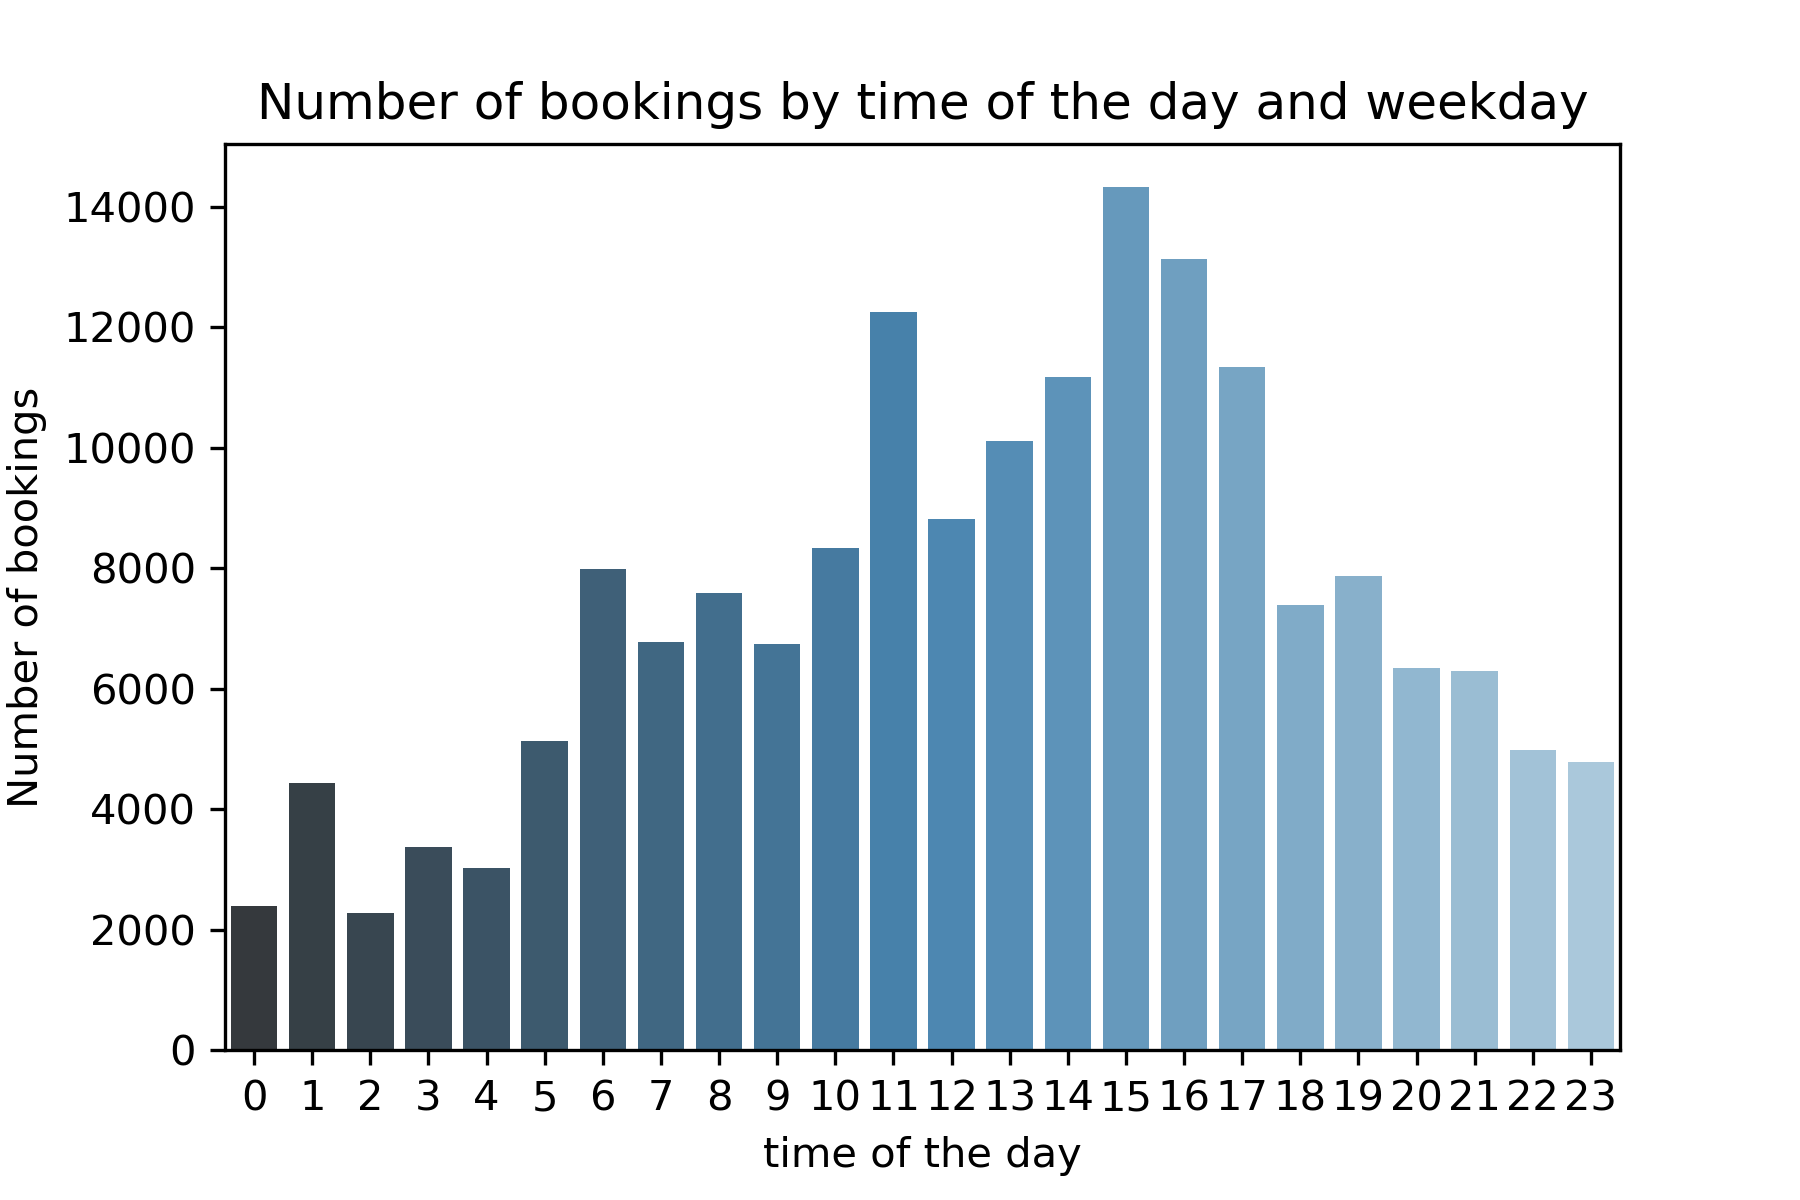 Number of bookings by time of the day and weekday
Number of bookings
14000
12000
10000
8000
6000
4000
2000
0
0 1 2 3 4 5 6 7 8 9 10 11 12 13 14 15 16 17 18 19 20 21 22 23
time of the day